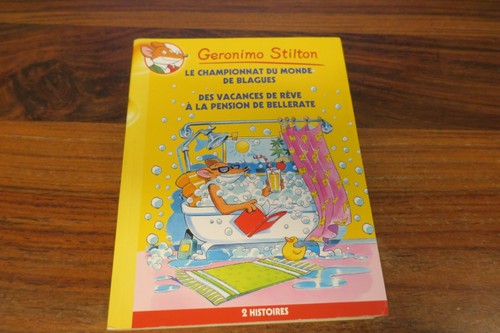 Geronimo Stilton
LE CHAMPIONNAT DU MONDE
DE BLAGUES
DES VACANCES DE RÊVE
À LA PENSION DE BELLERATE
2 HISTOIRES